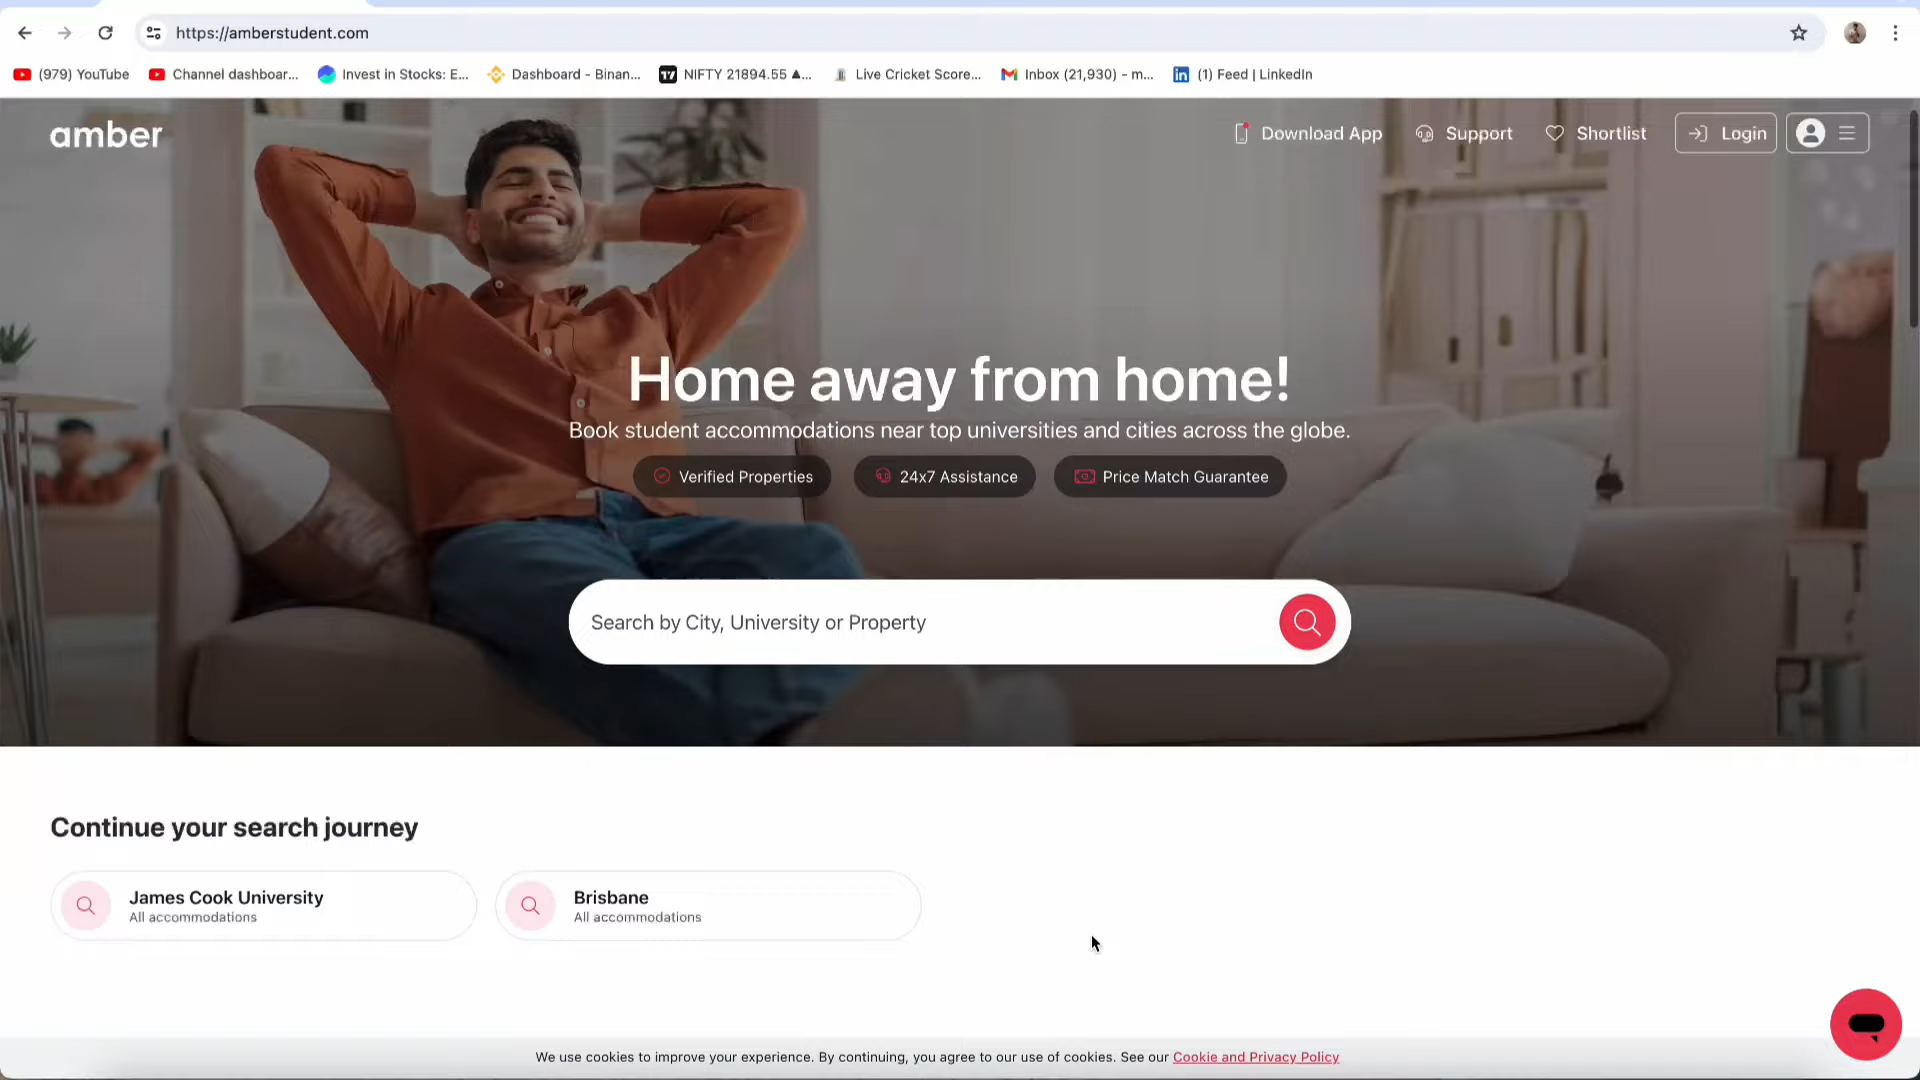 https://amberstudent.com
(979) YouTube
Channel dashboar...
Invest in Stocks: E...
Dashboard - Binan...
NIFTY 21894.55 ▲...
Live Cricket Score...
Inbox (21,930) - m...
(1) Feed | LinkedIn
amber
Download App
Support
Shortlist
Login
Home away from home!
Book student accommodations near top universities and cities across the globe.
Verified Properties
24x7 Assistance
Price Match Guarantee
Search by City, University or Property
Continue your search journey
James Cook University
All accommodations
Brisbane
All accommodations
We use cookies to improve your experience. By continuing, you agree to our use of cookies. See our Cookie and Privacy Policy